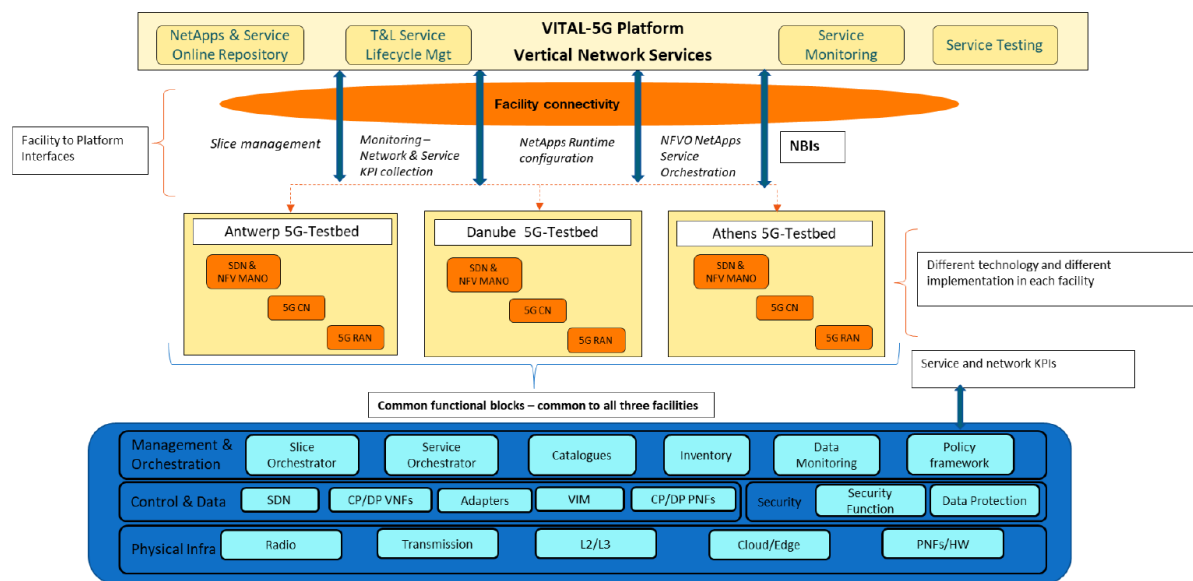 VITAL-5G Platform
Vertical Network Services
NetApps & Service
Online Repository
T&L Service
Lifecycle Mgt
Service
Monitoring
Service Testing
Facility connectivity
Facility to Platform
Interfaces
Slice management
Monitoring –
Network & Service
KPI collection
NetApps Runtime
configuration
NFVO NetApps
Service
Orchestration
NBIs
Antwerp 5G-Testbed
SDN &
NFV MANO
5G CN
5G RAN
Danube 5G-Testbed
SDN &
NFV MANO
5G CN
5G RAN
Athens 5G-Testbed
SDN &
NFV MANO
5G CN
5G RAN
Different technology and different
implementation in each facility
Service and network KPIs
Common functional blocks – common to all three facilities
Management &
Orchestration
Slice
Orchestrator
Service
Orchestrator
Catalogues
Inventory
Data
Monitoring
Policy
framework
Control & Data
SDN
CP/DP VNFs
Adapters
VIM
CP/DP PNFs
Security
Security
Function
Data Protection
Physical Infra
Radio
Transmission
L2/L3
Cloud/Edge
PNFs/HW